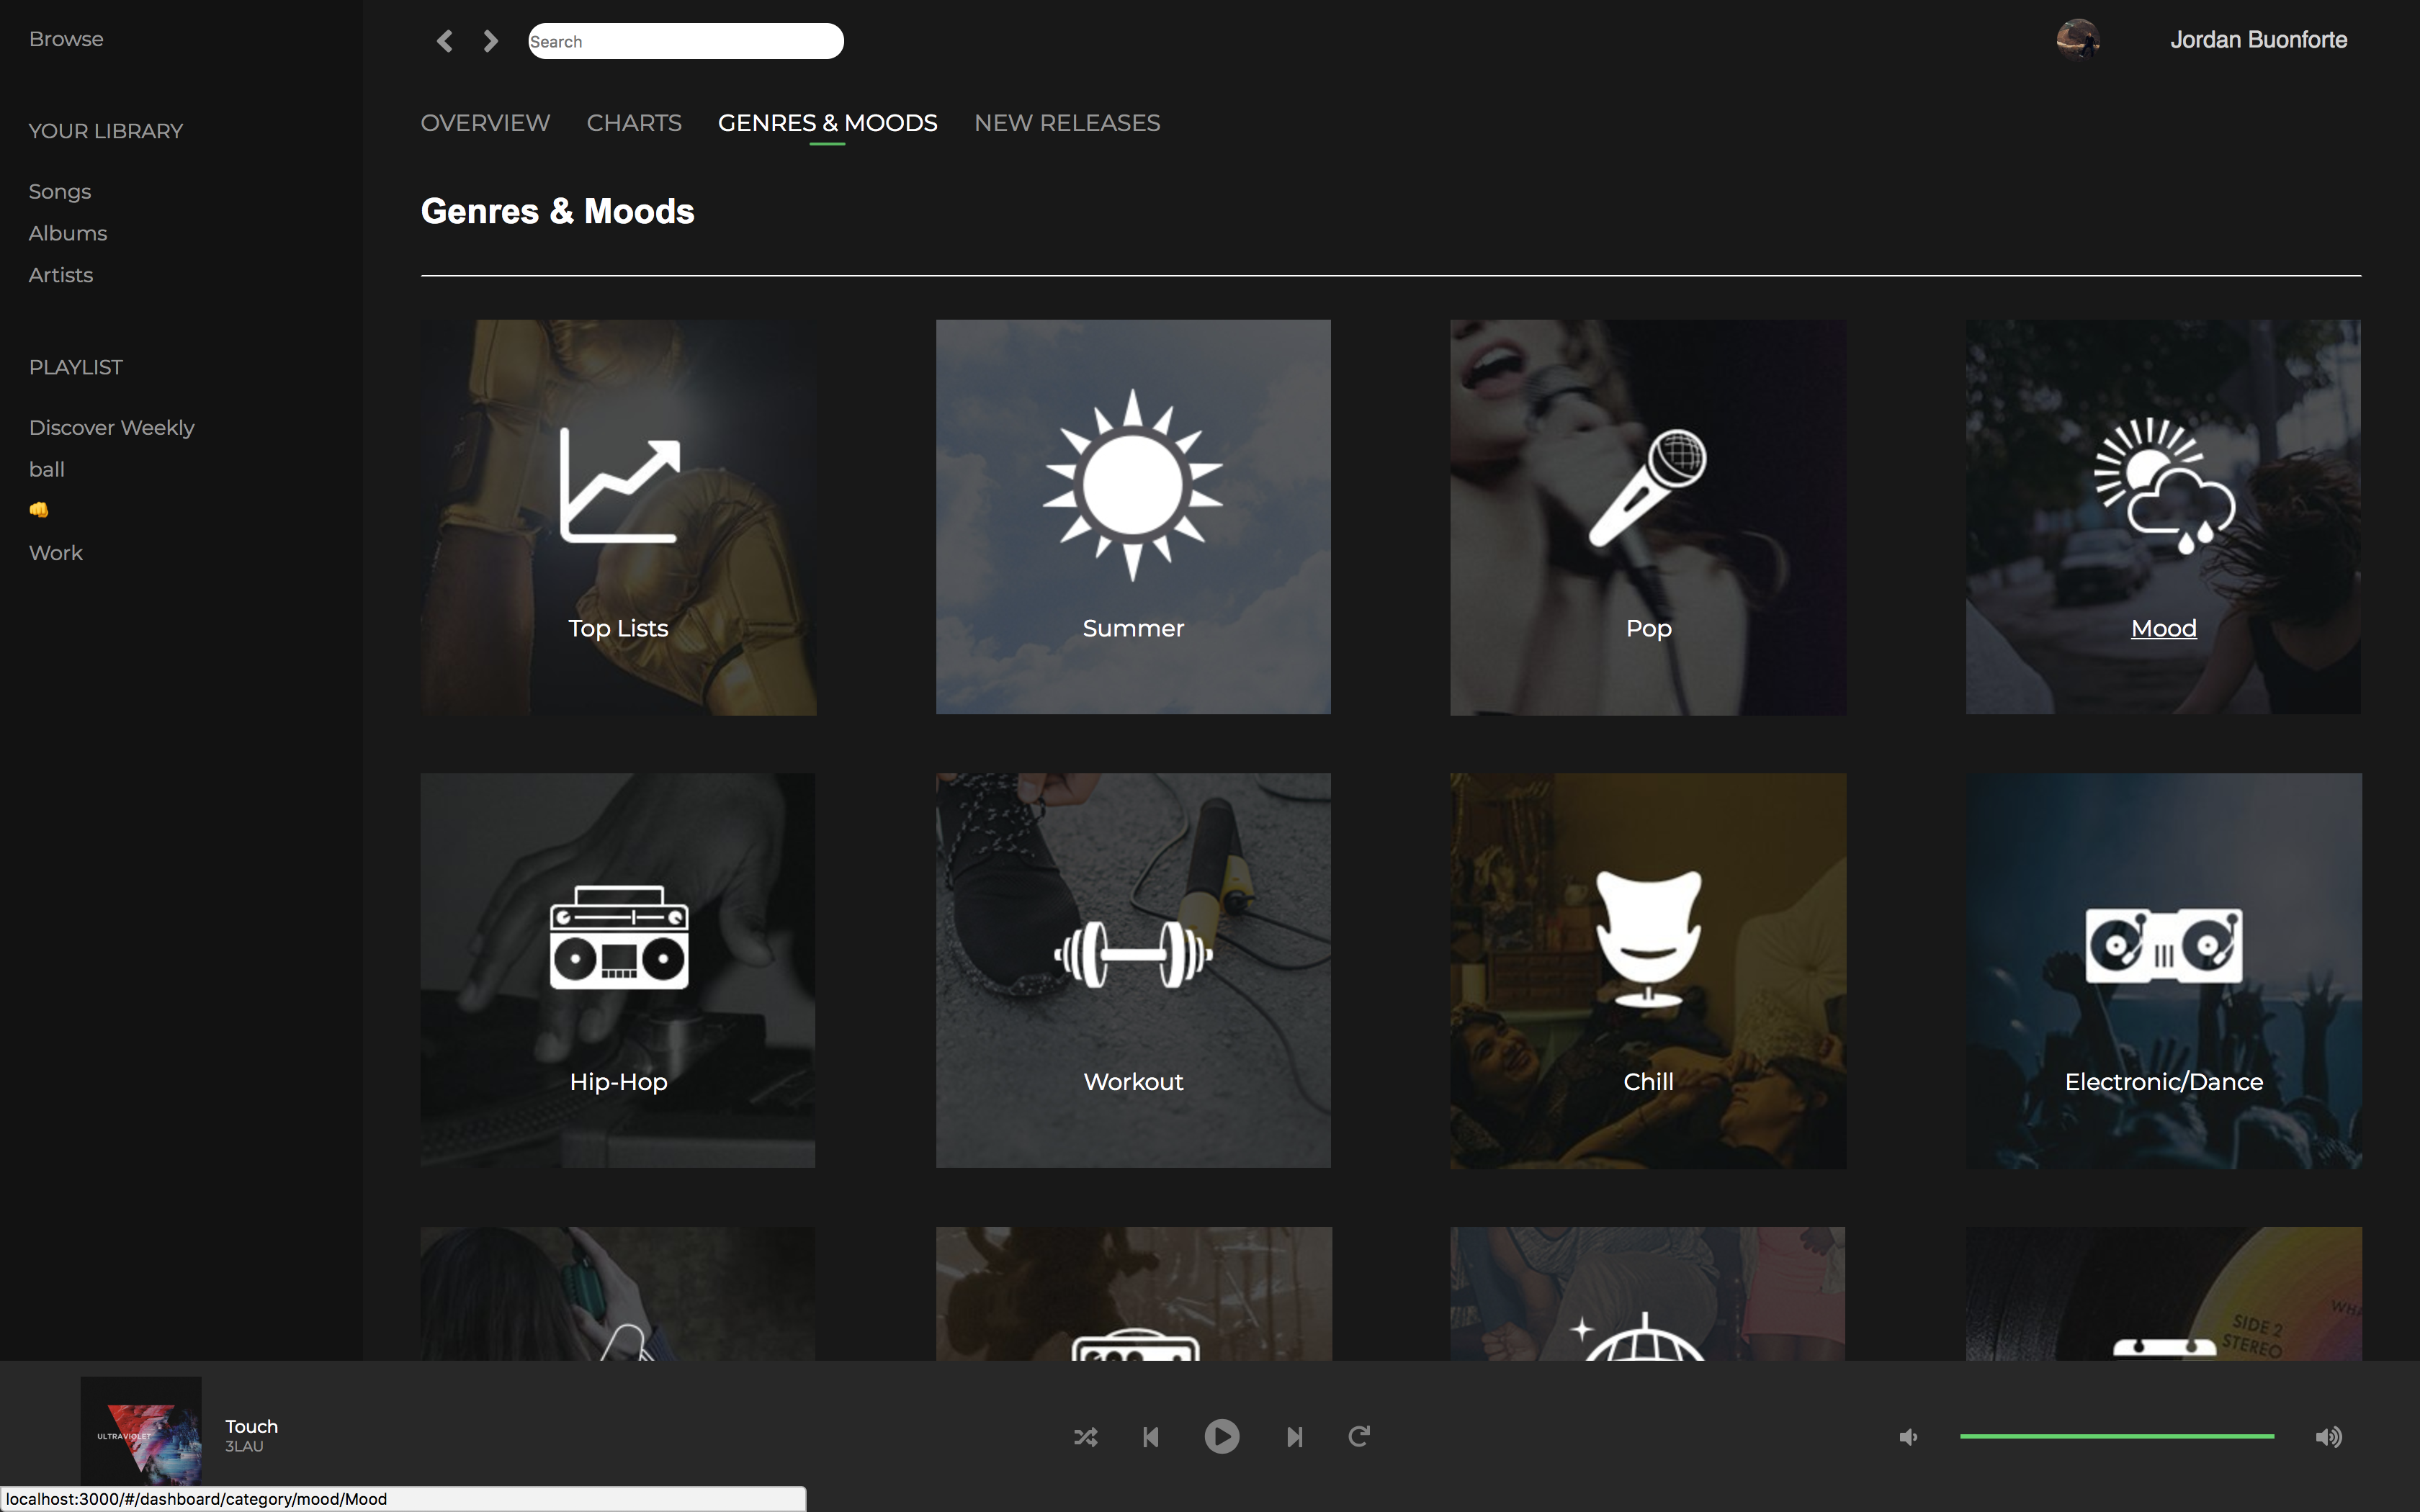 Browse
YOUR LIBRARY
Songs
Albums
Artists
PLAYLIST
Discover Weekly
ball
👊
Work
Search
Jordan Buonforte
OVERVIEW
CHARTS
GENRES & MOODS
NEW RELEASES
Genres & Moods
Top Lists
Summer
Pop
Mood
Hip-Hop
Workout
Chill
Electronic/Dance
SIDE 2
STEREO
ULTRAVIOLET
Touch
3LAU
localhost:3000/#/dashboard/category/mood/Mood